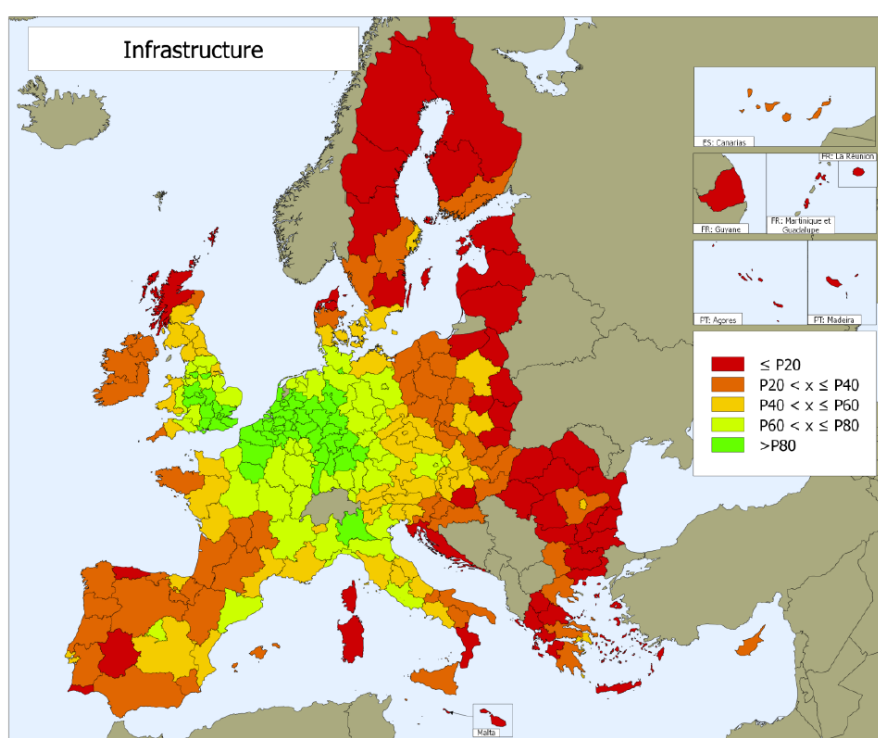 Infrastructure
ES: Canarias
FR: La Réunion
FR: Guyane
FR: Martinique et
Guadalupe
PT: Açores
PT: Madeira
≤ P20
P20 < x ≤ P40
P40 < x ≤ P60
P60 < x ≤ P80
>P80
Malta